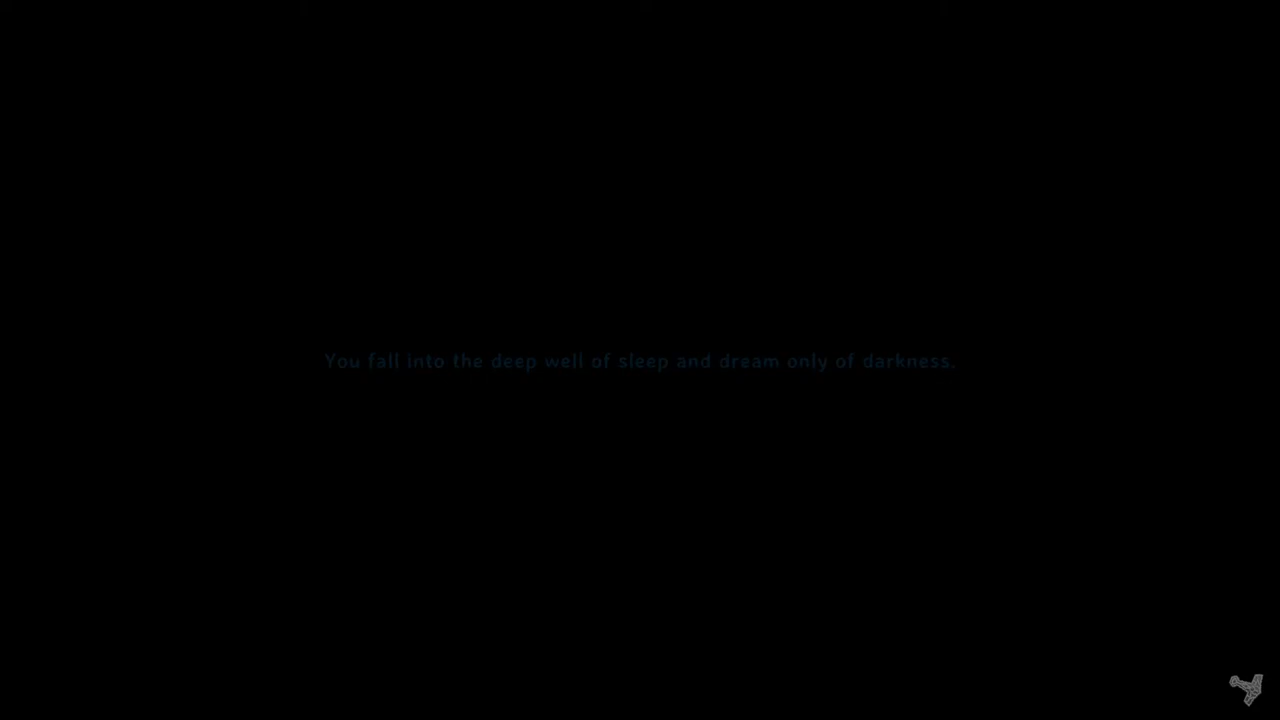 You fall into the deep well of sleep and dream only of darkness.